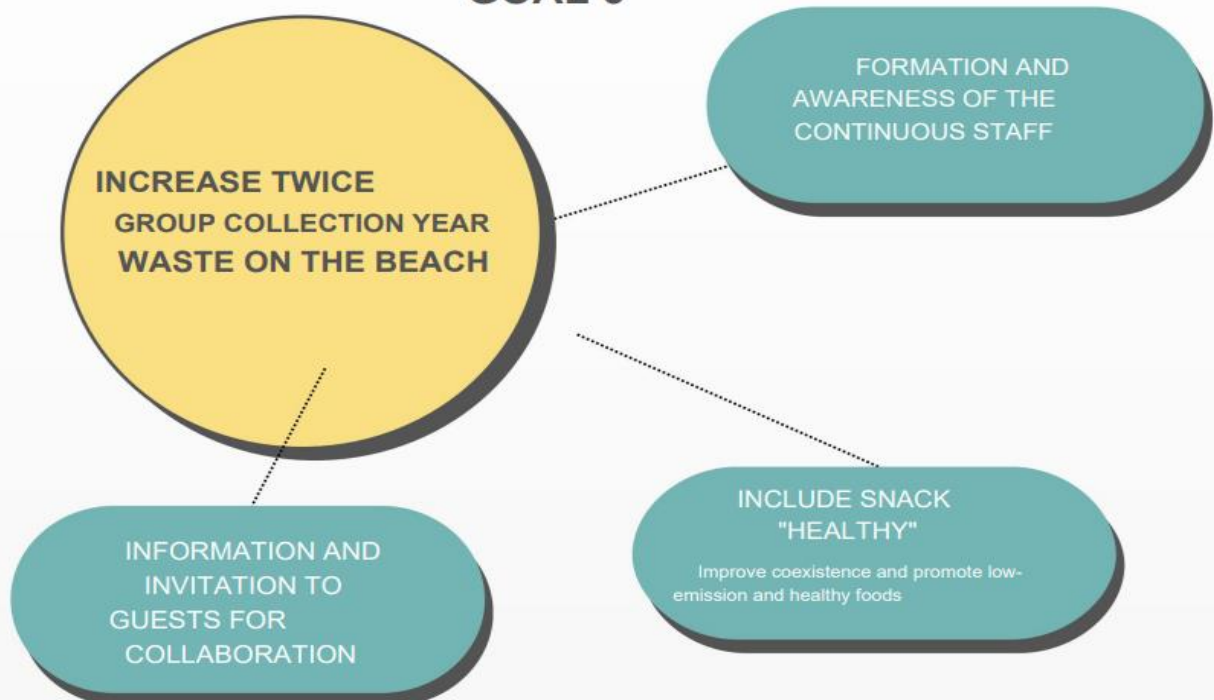 INCREASE TWICE
GROUP COLLECTION YEAR
WASTE ON THE BEACH
FORMATION AND
AWARENESS OF THE
CONTINUOUS STAFF
INFORMATION AND
INVITATION TO
GUESTS FOR
COLLABORATION
INCLUDE SNACK
"HEALTHY"
Improve coexistence and promote low-
emission and healthy foods